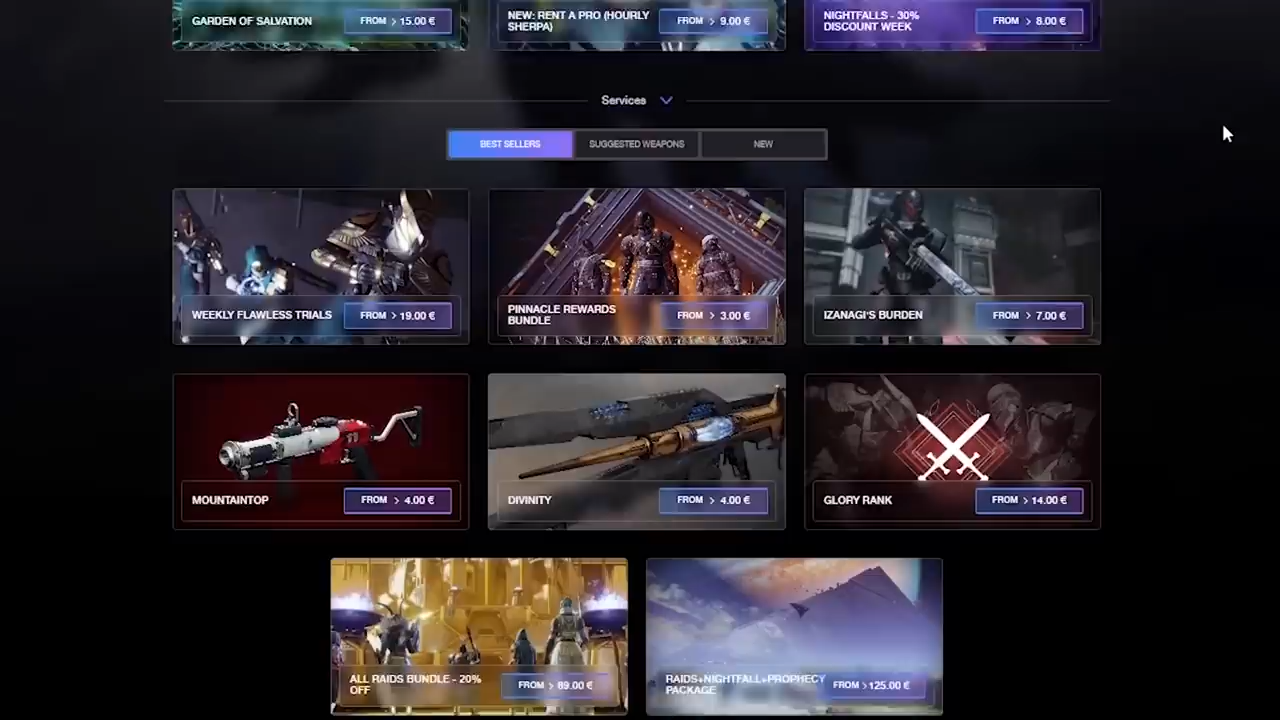 GARDEN OF SALVATION
FROM > 15.00 €
NEW: RENT A PRO (HOURLY
SHERPA)
FROM > 9.00 €
NIGHTFALLS - 30%
DISCOUNT WEEK
FROM > 8.00 €
Services
BEST SELLERS
SUGGESTED WEAPONS
NEW
WEEKLY FLAWLESS TRIALS
FROM > 19.00 €
PINNACLE REWARDS
BUNDLE
FROM > 3.00 €
IZANAGI'S BURDEN
FROM > 7.00 €
MOUNTAINTOP
FROM > 4.00 €
DIVINITY
FROM > 4.00 €
GLORY RANK
FROM > 14.00 €
ALL RAIDS BUNDLE - 20%
OFF
FROM > 89.00 €
RAIDS+NIGHTFALL+PROPHECY
PACKAGE
FROM > 125.00 €